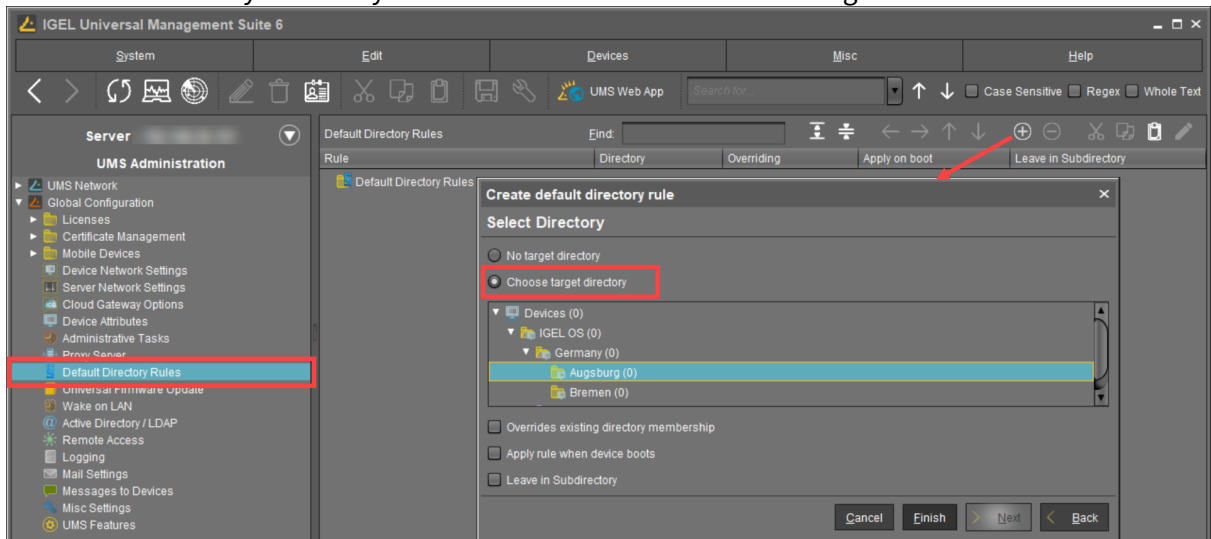 IGEL Universal Management Suite 6
System Edit Devices Misc Help
UMS Web App Search for... Case Sensitive Regex Whole Text
Server
UMS Administration
UMS Network
Global Configuration
Licenses
Certificate Management
Mobile Devices
Device Network Settings
Server Network Settings
Cloud Gateway Options
Device Attributes
Administrative Tasks
Proxy Server
Default Directory Rules
Universal Firmware Update
Wake on LAN
Active Directory / LDAP
Remote Access
Logging
Mail Settings
Messages to Devices
Misc Settings
UMS Features
Default Directory Rules Find:
Rule Directory Overriding Apply on boot Leave in Subdirectory
Default Directory Rules
Create default directory rule
Select Directory
No target directory
Choose target directory
Devices (0)
IGEL OS (0)
Germany (0)
Augsburg (0)
Bremen (0)
Overrides existing directory membership
Apply rule when device boots
Leave in Subdirectory
Cancel Finish Next Back